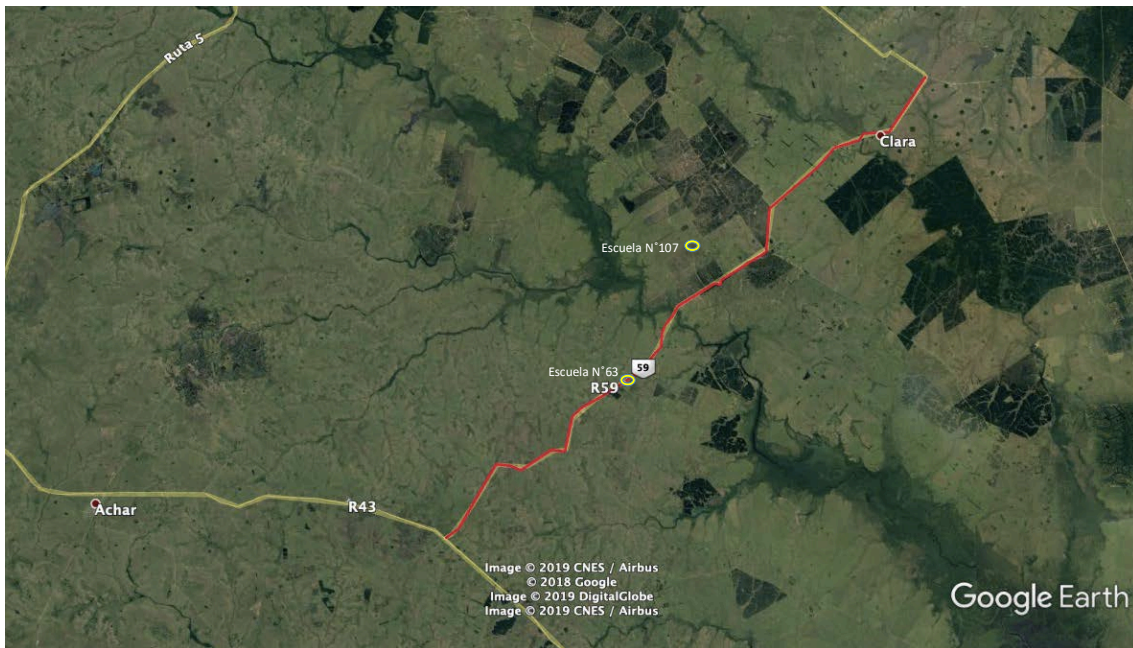 Ruta 5
Clara
Escuela N°107
59
Escuela N°63
R59
Achar
R43
Image © 2019 CNES / Airbus
© 2018 Google
Image © 2019 DigitalGlobe
Image © 2019 CNES / Airbus
Google Earth